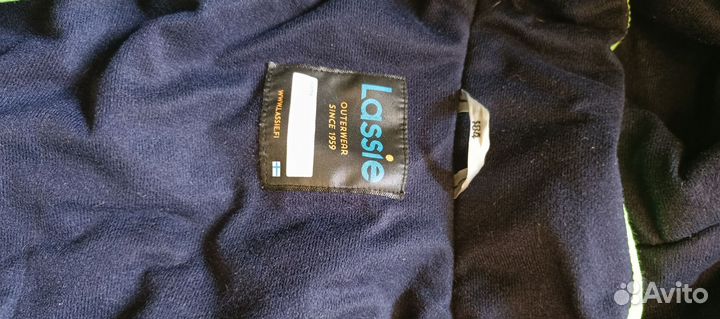 Lassie
OUTERWEAR
SINCE 1959
WWW.LASSIE.FI
Avito